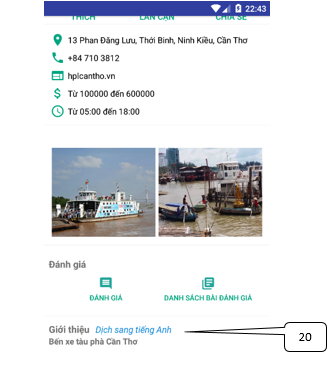 22:43
THÍCH LÂN CẬN CHIA SẺ
13 Phan Đăng Lưu, Thới Bình, Ninh Kiều, Cần Thơ
+84 710 3812
hplcantho.vn
Từ 100000 đến 600000
Từ 05:00 đến 18:00
Đánh giá
ĐÁNH GIÁ DANH SÁCH BÀI ĐÁNH GIÁ
Giới thiệu Dịch sang tiếng Anh
20
Bến xe tàu phà Cần Thơ